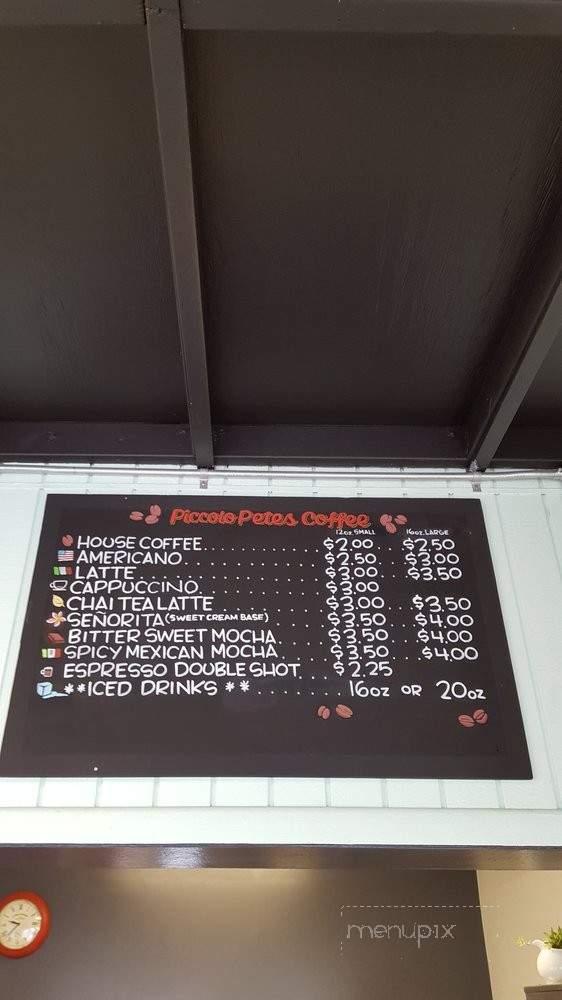 Piccolo Petes Coffee
12oz. SMALL 16oz. LARGE
HOUSE COFFEE $2.00 $2.50
AMERICANO $2.50 $3.00
LATTE $3.00 $3.50
CAPPUCCINO $3.00
CHAI TEA LATTE $3.00 $3.50
SEÑORITA (SWEET CREAM BASE) $3.50 $4.00
BITTER SWEET MOCHA $3.50 $4.00
SPICY MEXICAN MOCHA $3.50 $4.00
ESPRESSO DOUBLE SHOT $2.25
**ICED DRINKS ** 16oz OR 20oz
menupix